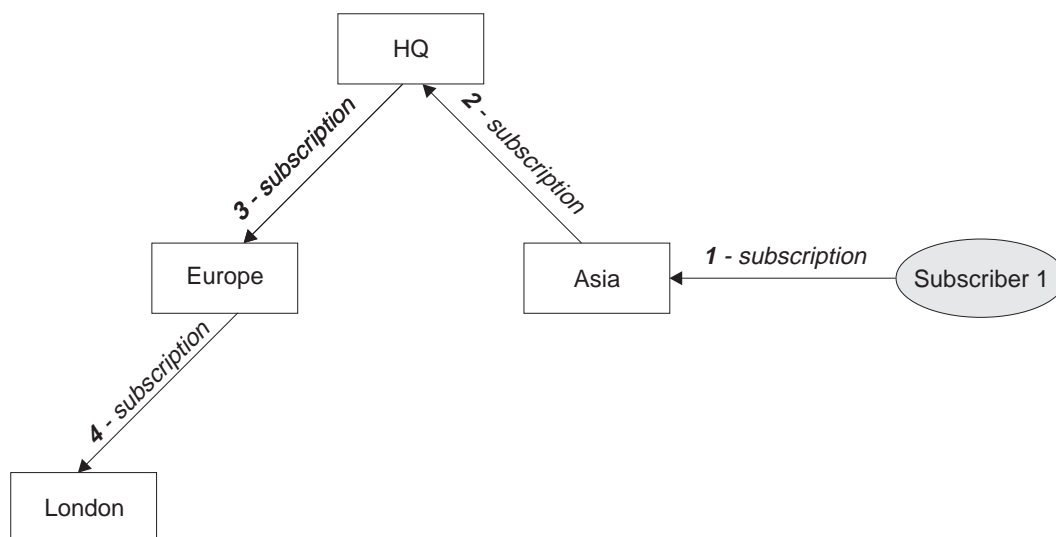 HQ
2 - subscription
3 - subscription
Europe
Asia
1 - subscription
Subscriber 1
4 - subscription
London